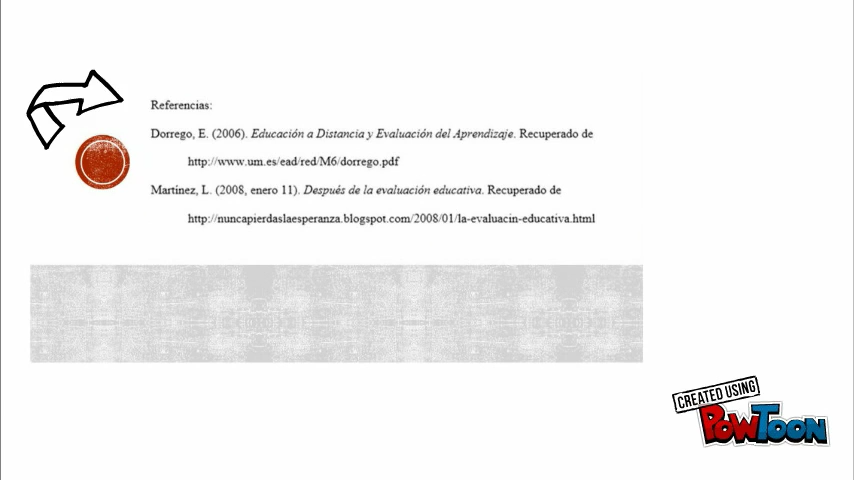 Referencias:
Dorrego, E. (2006). Educación a Distancia y Evaluación del Aprendizaje. Recuperado de
http://www.um.es/ead/red/M6/dorrego.pdf
Martínez, L. (2008, enero 11). Después de la evaluación educativa. Recuperado de
http://nuncapierdaslaesperanza.blogspot.com/2008/01/la-evaluacin-educativa.html
CREATED USING
POWTOON